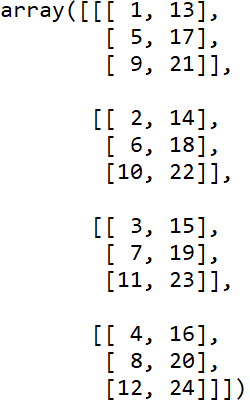 array([[[ 1, 13],
        [ 5, 17],
        [ 9, 21]],

       [[ 2, 14],
        [ 6, 18],
        [10, 22]],

       [[ 3, 15],
        [ 7, 19],
        [11, 23]],

       [[ 4, 16],
        [ 8, 20],
        [12, 24]]])